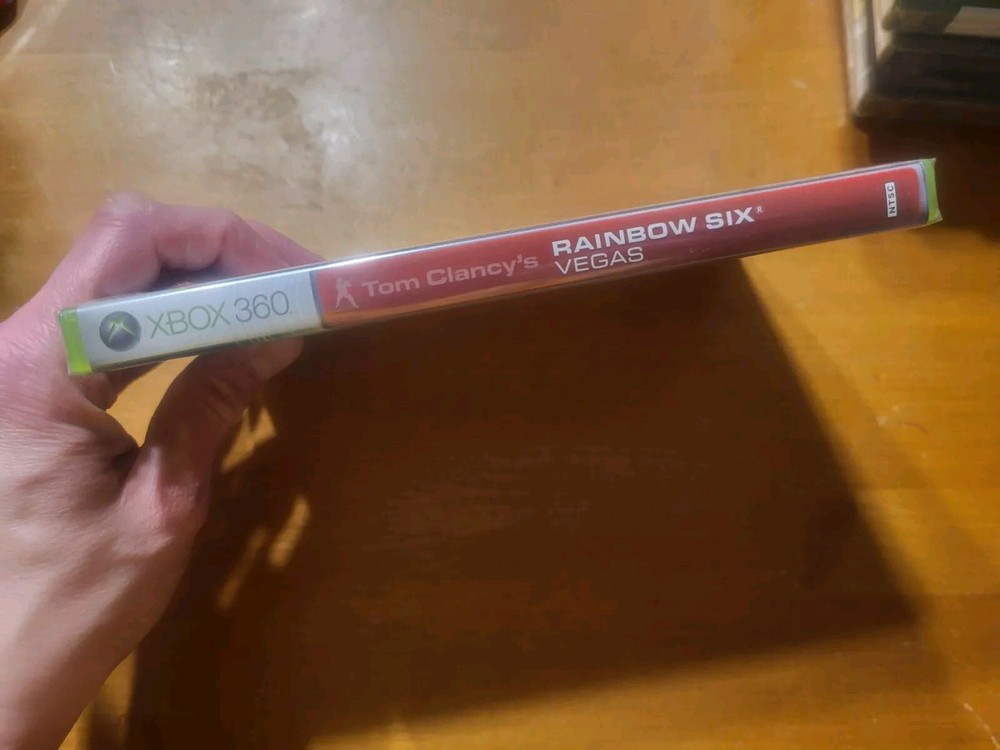 XBOX 360
Tom Clancy's
RAINBOW SIX®
VEGAS
NTSC